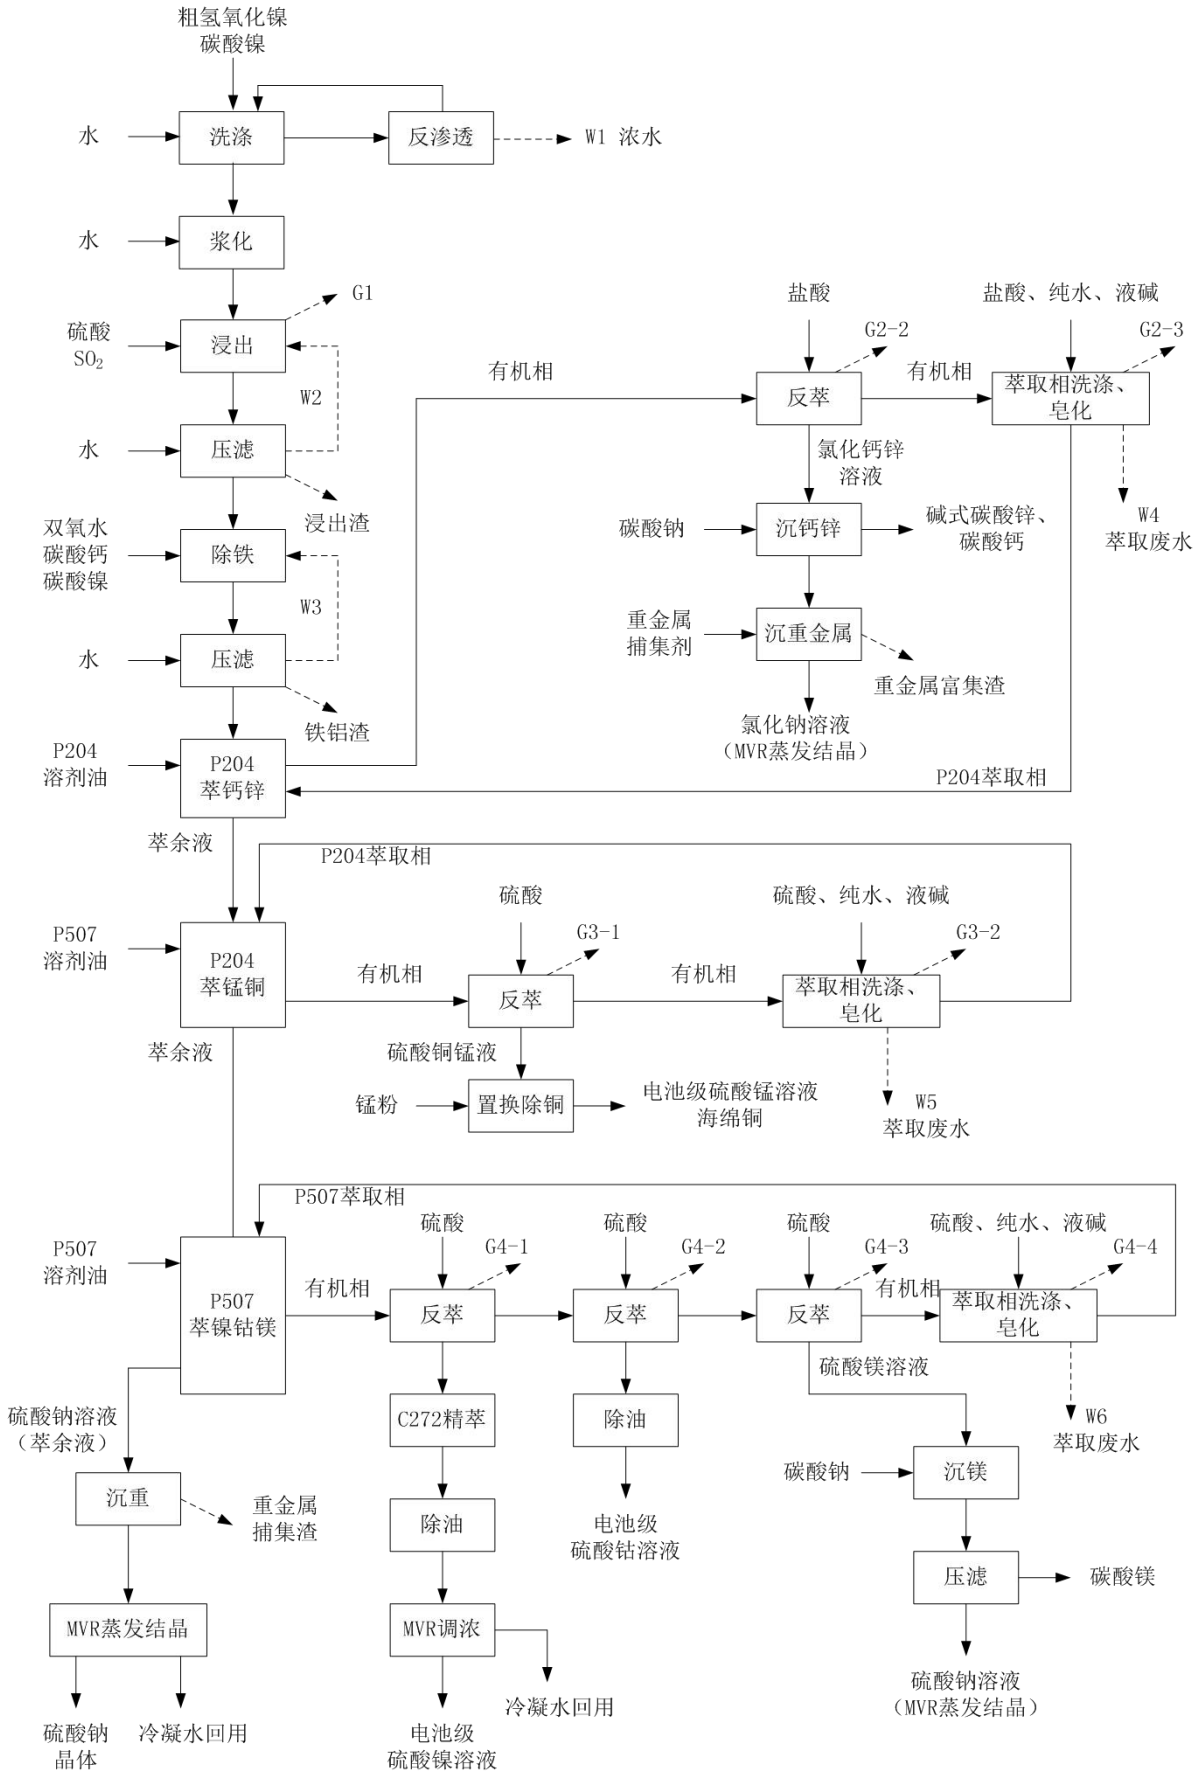 粗氢氧化镍
碳酸镍
水
洗涤
反渗透
W1 浓水
水
浆化
G1
硫酸
SO₂
浸出
W2
水
压滤
浸出渣
双氧水
碳酸钙
碳酸镍
除铁
W3
水
压滤
铁铝渣
P204
溶剂油
P204
萃钙锌
有机相
盐酸
G2-2
反萃
有机相
盐酸、纯水、液碱
G2-3
萃取相洗涤、
皂化
氯化钙锌
溶液
W4
萃取废水
碳酸钠
沉钙锌
碱式碳酸锌、
碳酸钙
重金属
捕集剂
沉重金属
重金属富集渣
氯化钠溶液
（MVR蒸发结晶）
P204萃取相
萃余液
P204萃取相
P507
溶剂油
P204
萃锰铜
有机相
硫酸
G3-1
反萃
有机相
硫酸、纯水、液碱
G3-2
萃取相洗涤、
皂化
萃余液
硫酸铜锰液
锰粉
置换除铜
电池级硫酸锰溶液
海绵铜
W5
萃取废水
P507萃取相
P507
溶剂油
P507
萃镍钴镁
有机相
硫酸
G4-1
反萃
硫酸
G4-2
反萃
硫酸
G4-3
反萃
有机相
硫酸、纯水、液碱
G4-4
萃取相洗涤、
皂化
硫酸镁溶液
W6
萃取废水
硫酸钠溶液
（萃余液）
C272精萃
除油
碳酸钠
沉镁
沉重
重金属
捕集渣
除油
电池级
硫酸钴溶液
压滤
碳酸镁
MVR蒸发结晶
MVR调浓
硫酸钠溶液
（MVR蒸发结晶）
硫酸钠
晶体
冷凝水回用
电池级
硫酸镍溶液
冷凝水回用